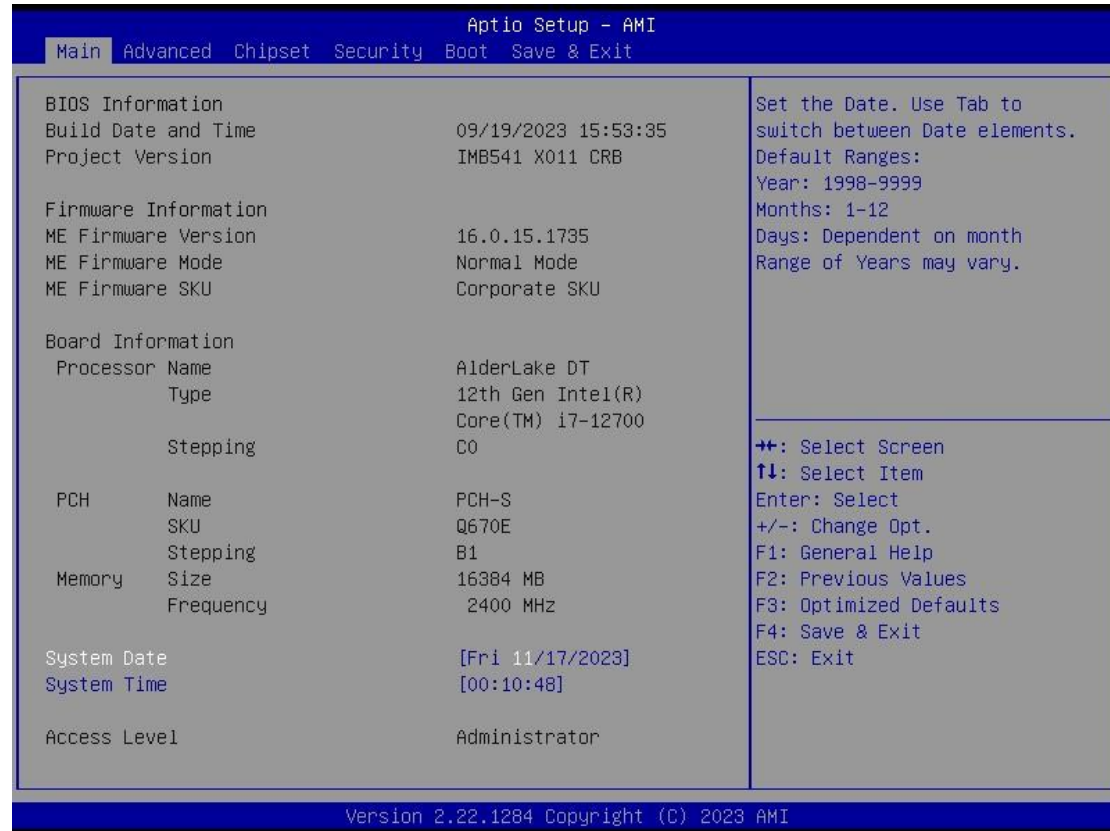 Aptio Setup - AMI
Main Advanced Chipset Security Boot Save & Exit
BIOS Information
Build Date and Time 09/19/2023 15:53:35
Project Version IMB541 X011 CRB
Firmware Information
ME Firmware Version 16.0.15.1735
ME Firmware Mode Normal Mode
ME Firmware SKU Corporate SKU
Board Information
Processor Name AlderLake DT
Type 12th Gen Intel(R)
Core(TM) i7-12700
Stepping C0
PCH Name PCH-S
SKU Q670E
Stepping B1
Memory Size 16384 MB
Frequency 2400 MHz
System Date [Fri 11/17/2023]
System Time [00:10:48]
Access Level Administrator
Set the Date. Use Tab to
switch between Date elements.
Default Ranges:
Year: 1998-9999
Months: 1-12
Days: Dependent on month
Range of Years may vary.
→←: Select Screen
↑↓: Select Item
Enter: Select
+/-: Change Opt.
F1: General Help
F2: Previous Values
F3: Optimized Defaults
F4: Save & Exit
ESC: Exit
Version 2.22.1284 Copyright (C) 2023 AMI